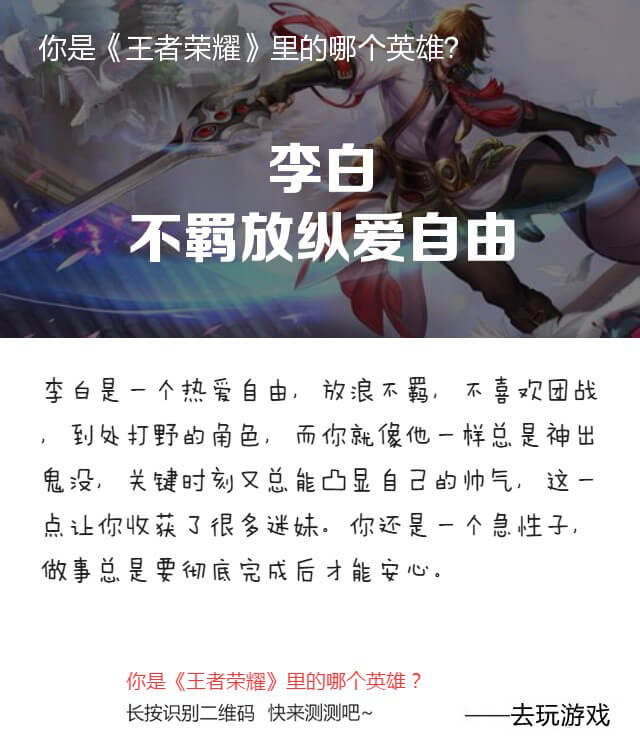 你是《王者荣耀》里的哪个英雄?
李白
不羁放纵爱自由
李白是一个热爱自由, 放浪不羁, 不喜欢团战
, 到处打野的角色, 而你就像他一样总是神出
鬼没, 关键时刻又总能凸显自己的帅气, 这一
点让你收获了很多迷妹。你还是一个急性子,
做事总是要彻底完成后才能安心。
你是《王者荣耀》里的哪个英雄？
长按识别二维码 快来测测吧~
——去玩游戏